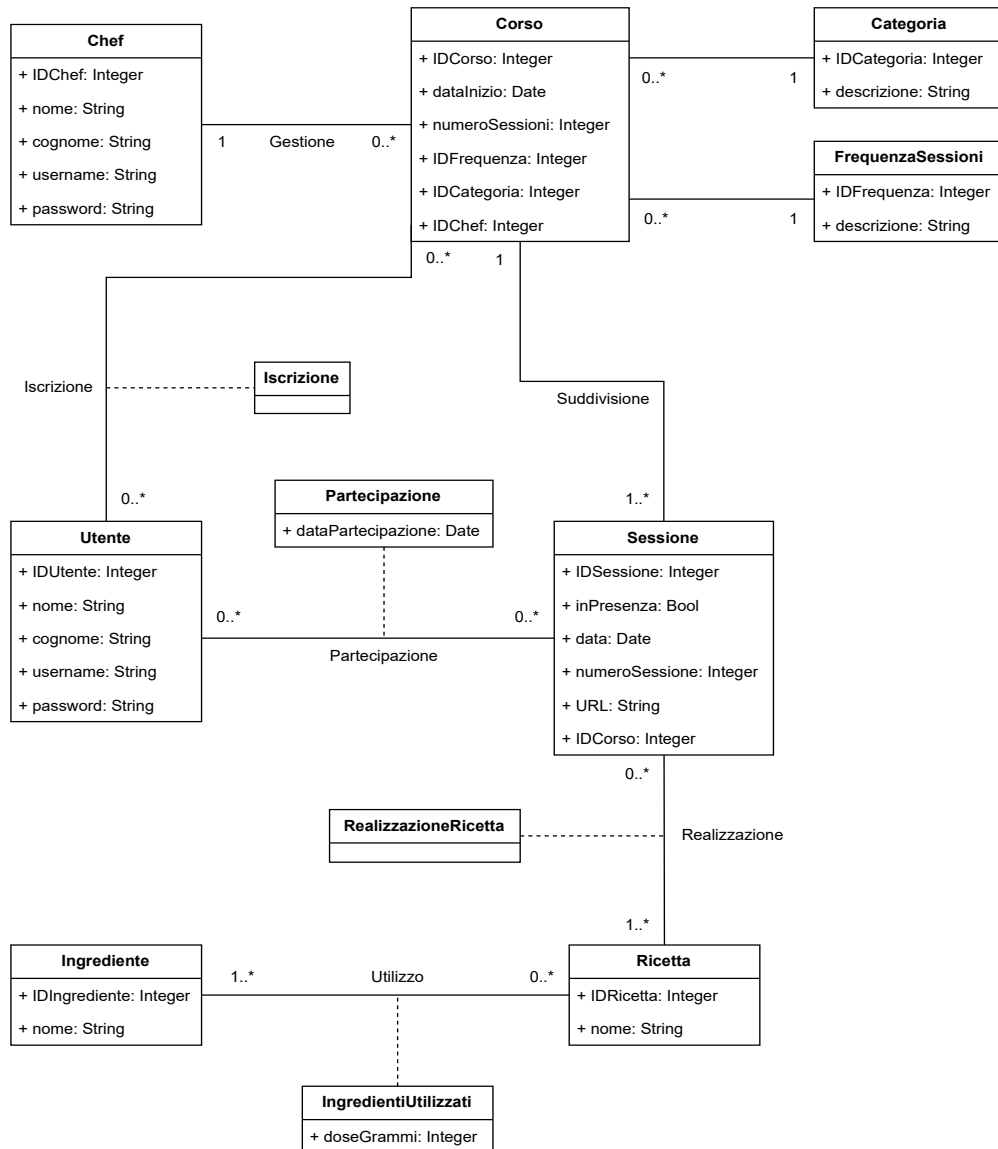 Chef
+ IDChef: Integer
+ nome: String
+ cognome: String
+ username: String
+ password: String
Corso
+ IDCorso: Integer
+ dataInizio: Date
+ numeroSessioni: Integer
+ IDFrequenza: Integer
+ IDCategoria: Integer
+ IDChef: Integer
Categoria
+ IDCategoria: Integer
+ descrizione: String
FrequenzaSessioni
+ IDFrequenza: Integer
+ descrizione: String
1
Gestione
0..*
0..*
1
0..*
1
0..*
1
Iscrizione
Iscrizione
Suddivisione
0..*
1..*
Partecipazione
+ dataPartecipazione: Date
Utente
+ IDUtente: Integer
+ nome: String
+ cognome: String
+ username: String
+ password: String
0..*
0..*
Partecipazione
Sessione
+ IDSessione: Integer
+ inPresenza: Bool
+ data: Date
+ numeroSessione: Integer
+ URL: String
+ IDCorso: Integer
0..*
RealizzazioneRicetta
Realizzazione
1..*
Ingrediente
+ IDIngrediente: Integer
+ nome: String
1..*
Utilizzo
0..*
Ricetta
+ IDRicetta: Integer
+ nome: String
IngredientiUtilizzati
+ doseGrammi: Integer